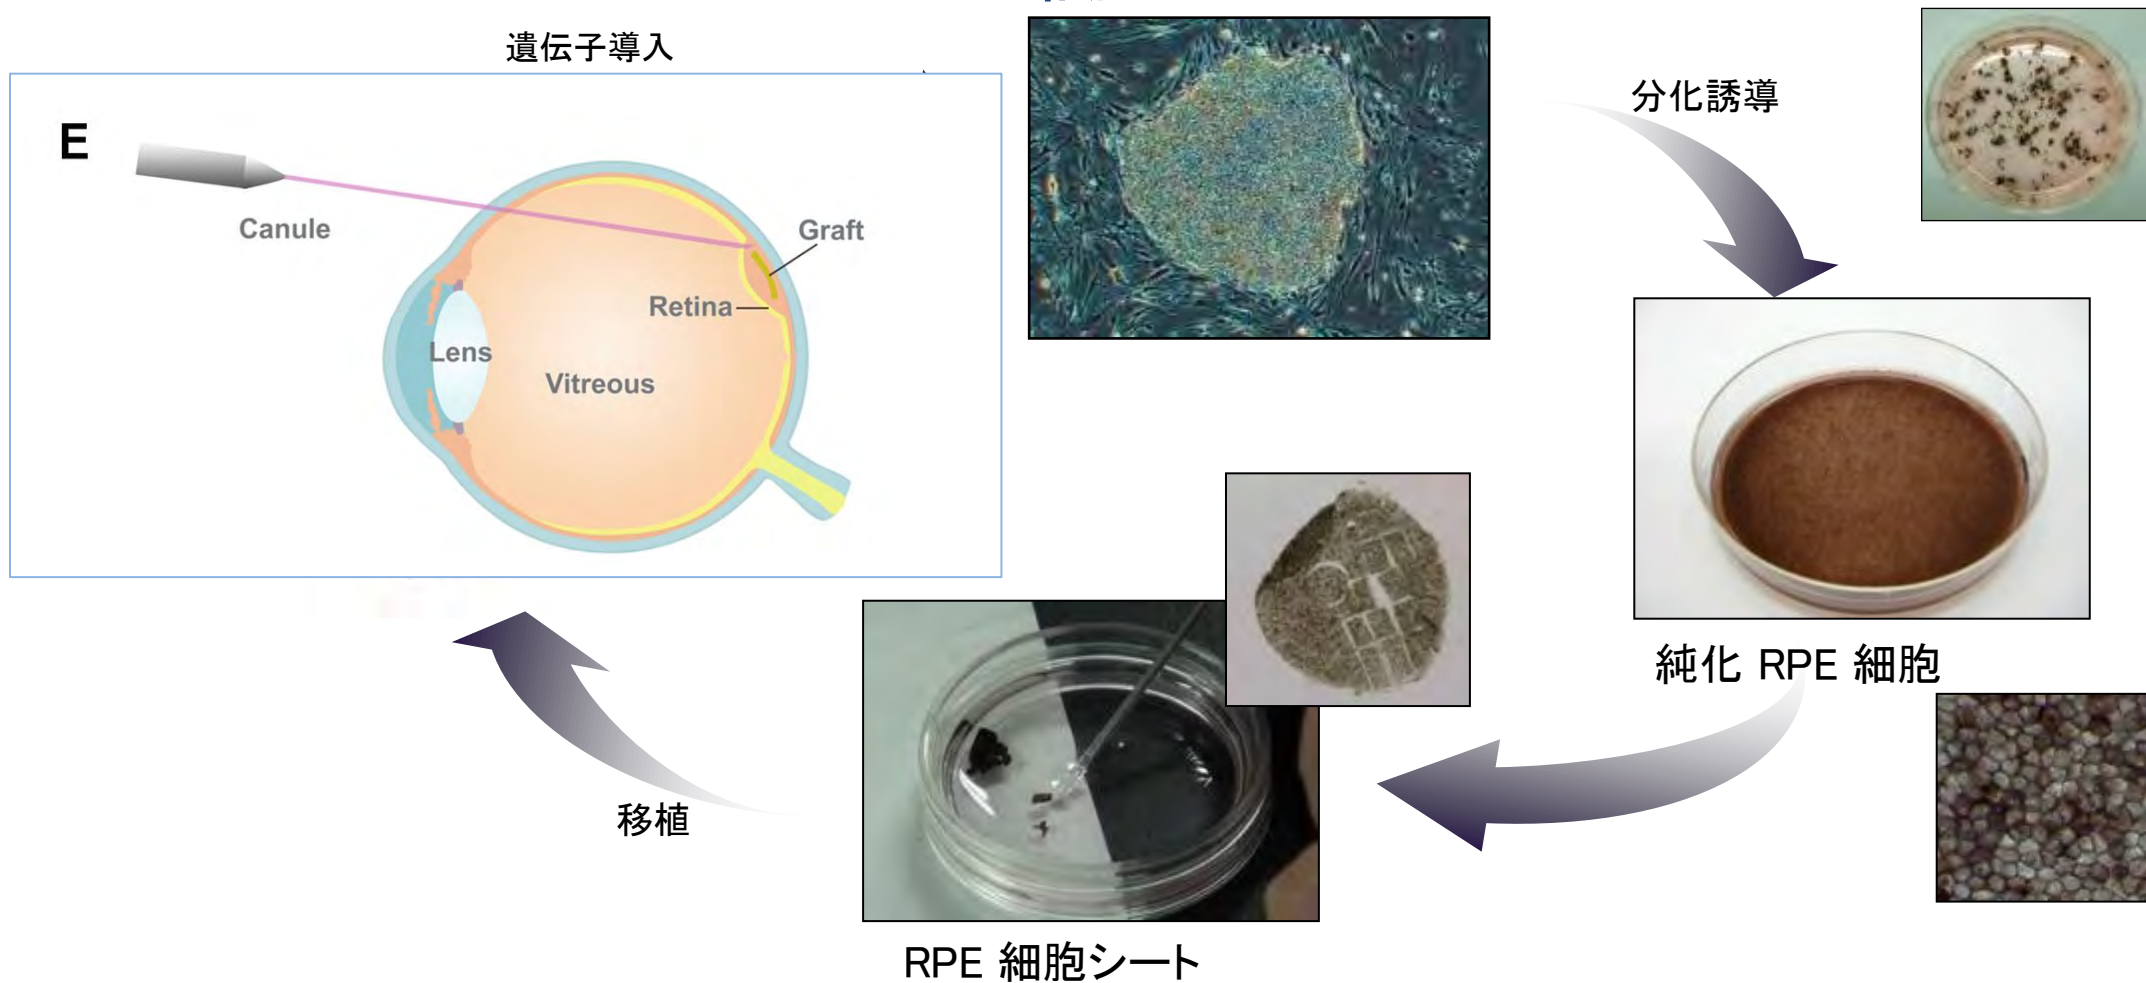 遺伝子導入
分化誘導
E
Canule
Graft
Retina
Lens
Vitreous
純化 RPE 細胞
移植
RPE 細胞シート